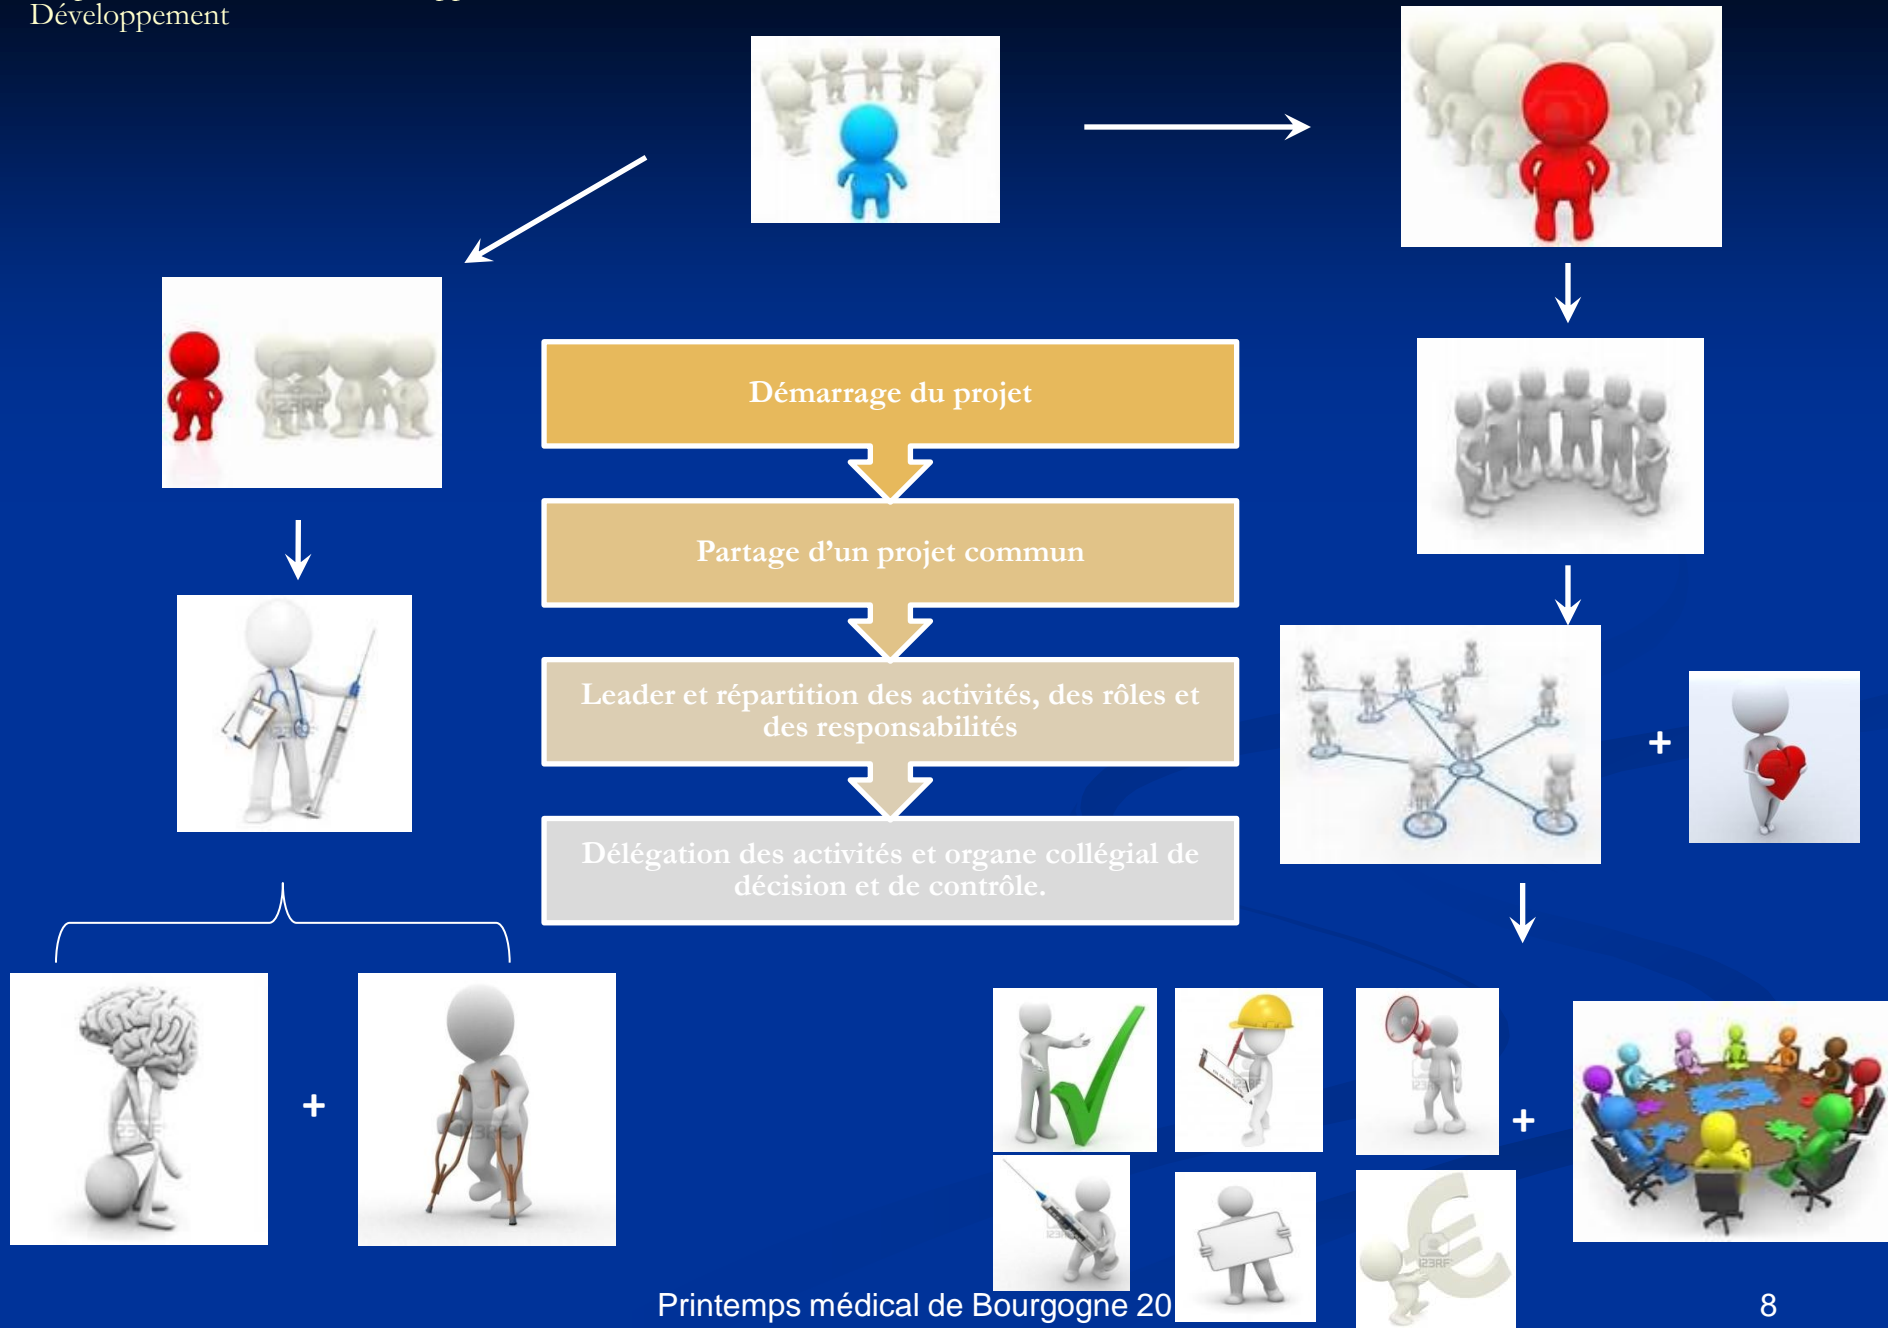 Développement
Démarrage du projet
Partage d’un projet commun
Leader et répartition des activités, des rôles et
des responsabilités
+
Délégation des activités et organe collégial de
décision et de contrôle.
+
+
Printemps médical de Bourgogne 20
8